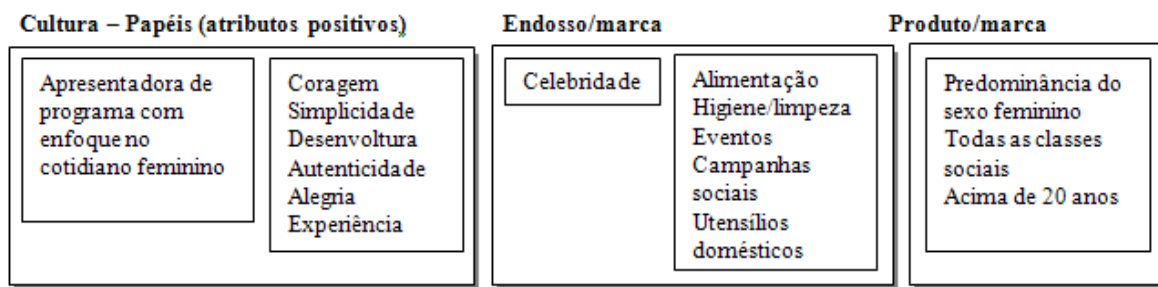 Cultura – Papéis (atributos positivos)
Endosso/marca
Produto/marca
Apresentadora de
programa com
enfoque no
cotidiano feminino
Coragem
Simplicidade
Desenvoltura
Autenticidade
Alegria
Experiência
Celebridade
Alimentação
Higiene/limpeza
Eventos
Campanhas
sociais
Utensílios
domésticos
Predominância do
sexo feminino
Todas as classes
sociais
Acima de 20 anos